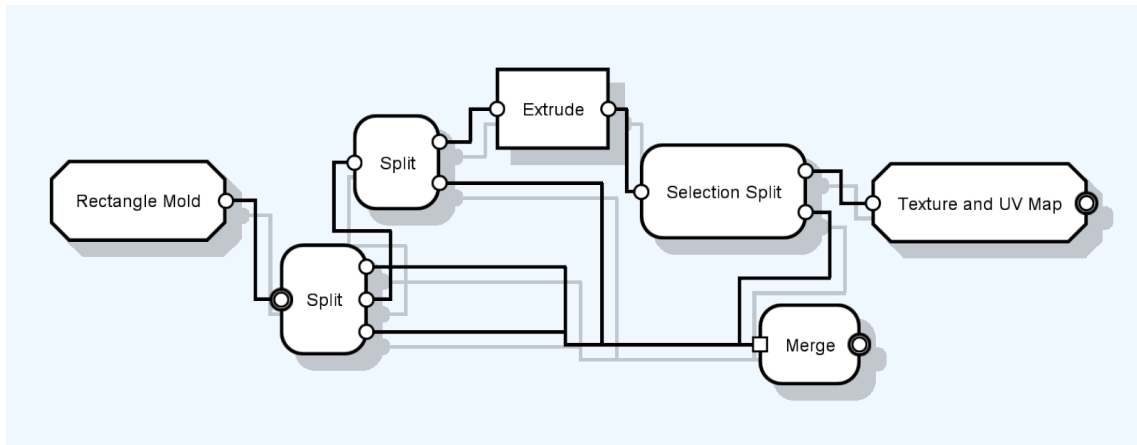 Extrude
Split
Selection Split
Rectangle Mold
Texture and UV Map
Split
Merge